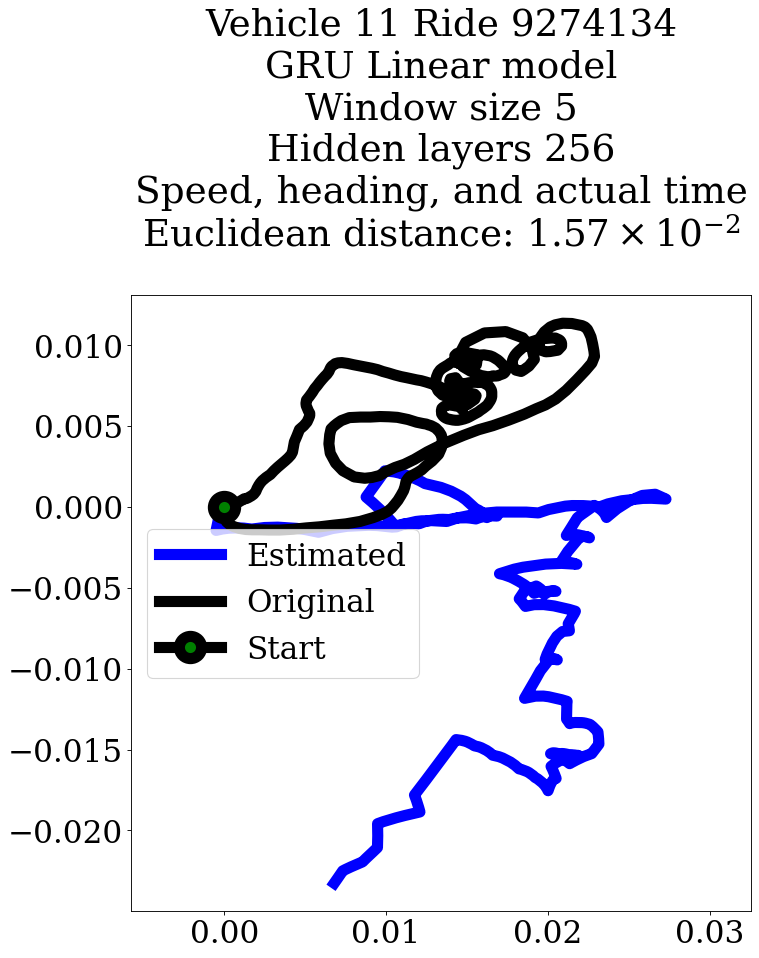 Vehicle 11 Ride 9274134
GRU Linear model
Window size 5
Hidden layers 256
Speed, heading, and actual time
Euclidean distance: 1.57 × 10⁻²
0.010
0.005
0.000
−0.005
−0.010
−0.015
−0.020
Estimated
Original
Start
0.00 0.01 0.02 0.03